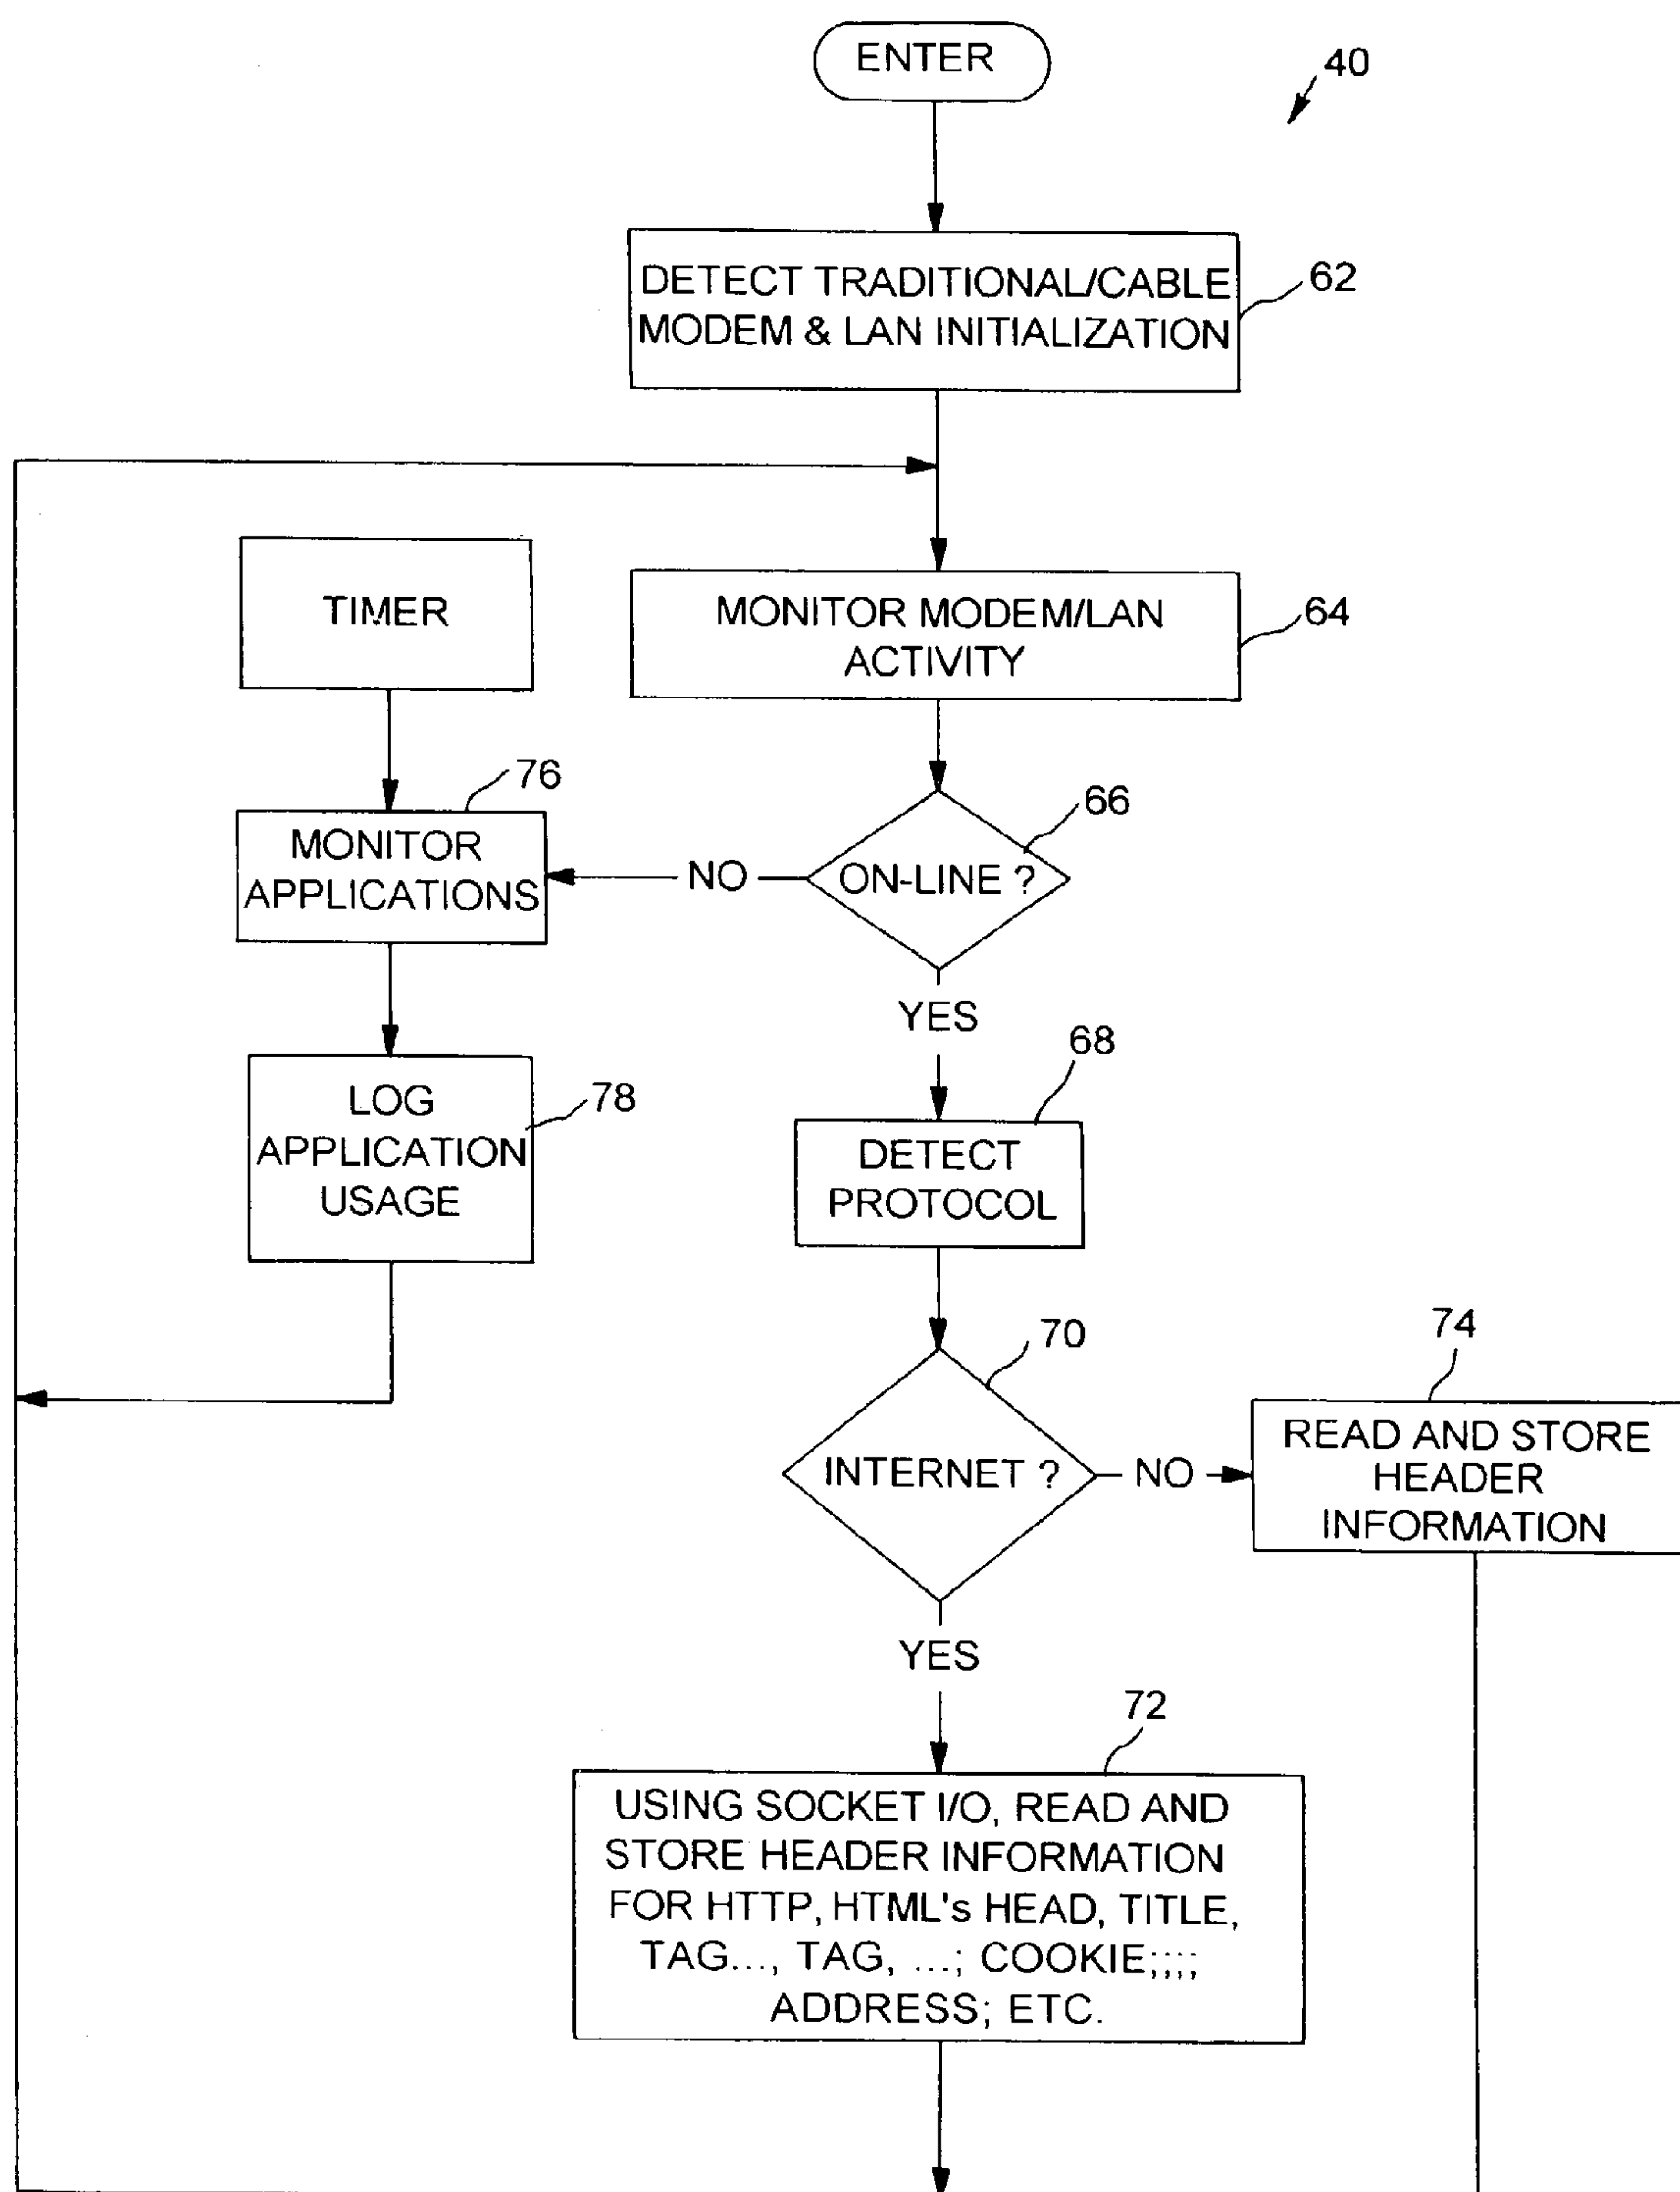 ENTER
40
DETECT TRADITIONAL/CABLE
MODEM & LAN INITIALIZATION
62
TIMER
MONITOR MODEM/LAN
ACTIVITY
64
76
MONITOR
APPLICATIONS
NO
ON-LINE ?
66
YES
LOG
APPLICATION
USAGE
78
68
DETECT
PROTOCOL
70
INTERNET ?
NO
74
READ AND STORE
HEADER
INFORMATION
YES
72
USING SOCKET I/O, READ AND
STORE HEADER INFORMATION
FOR HTTP, HTML's HEAD, TITLE,
TAG..., TAG, ...; COOKIE;;;;
ADDRESS; ETC.